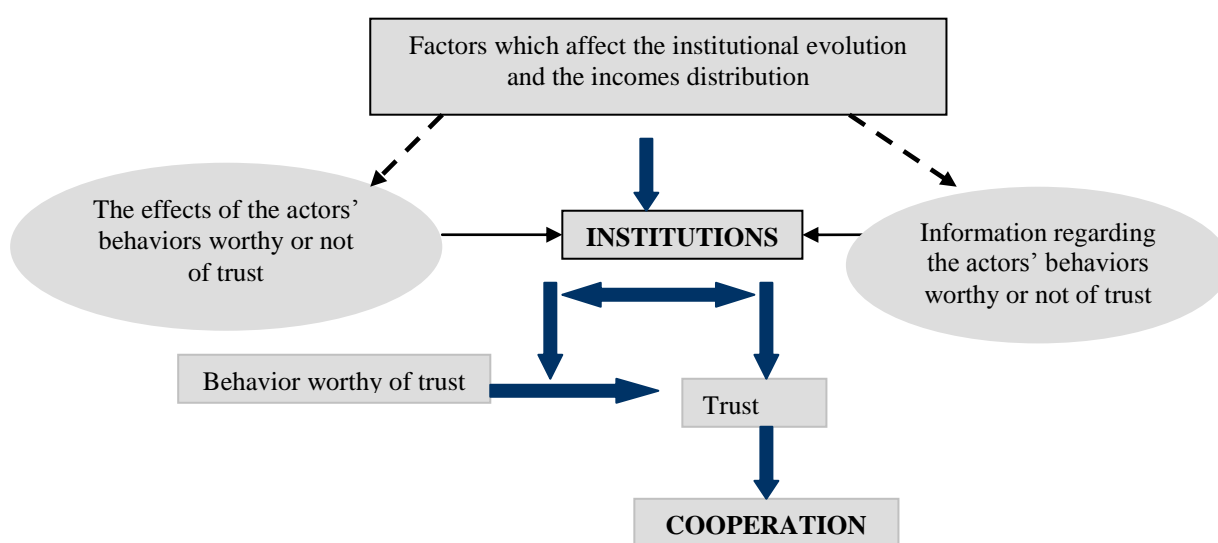 Factors which affect the institutional evolution
and the incomes distribution
The effects of the actors’
behaviors worthy or not
of trust
INSTITUTIONS
Information regarding
the actors’ behaviors
worthy or not of trust
Behavior worthy of trust
Trust
COOPERATION